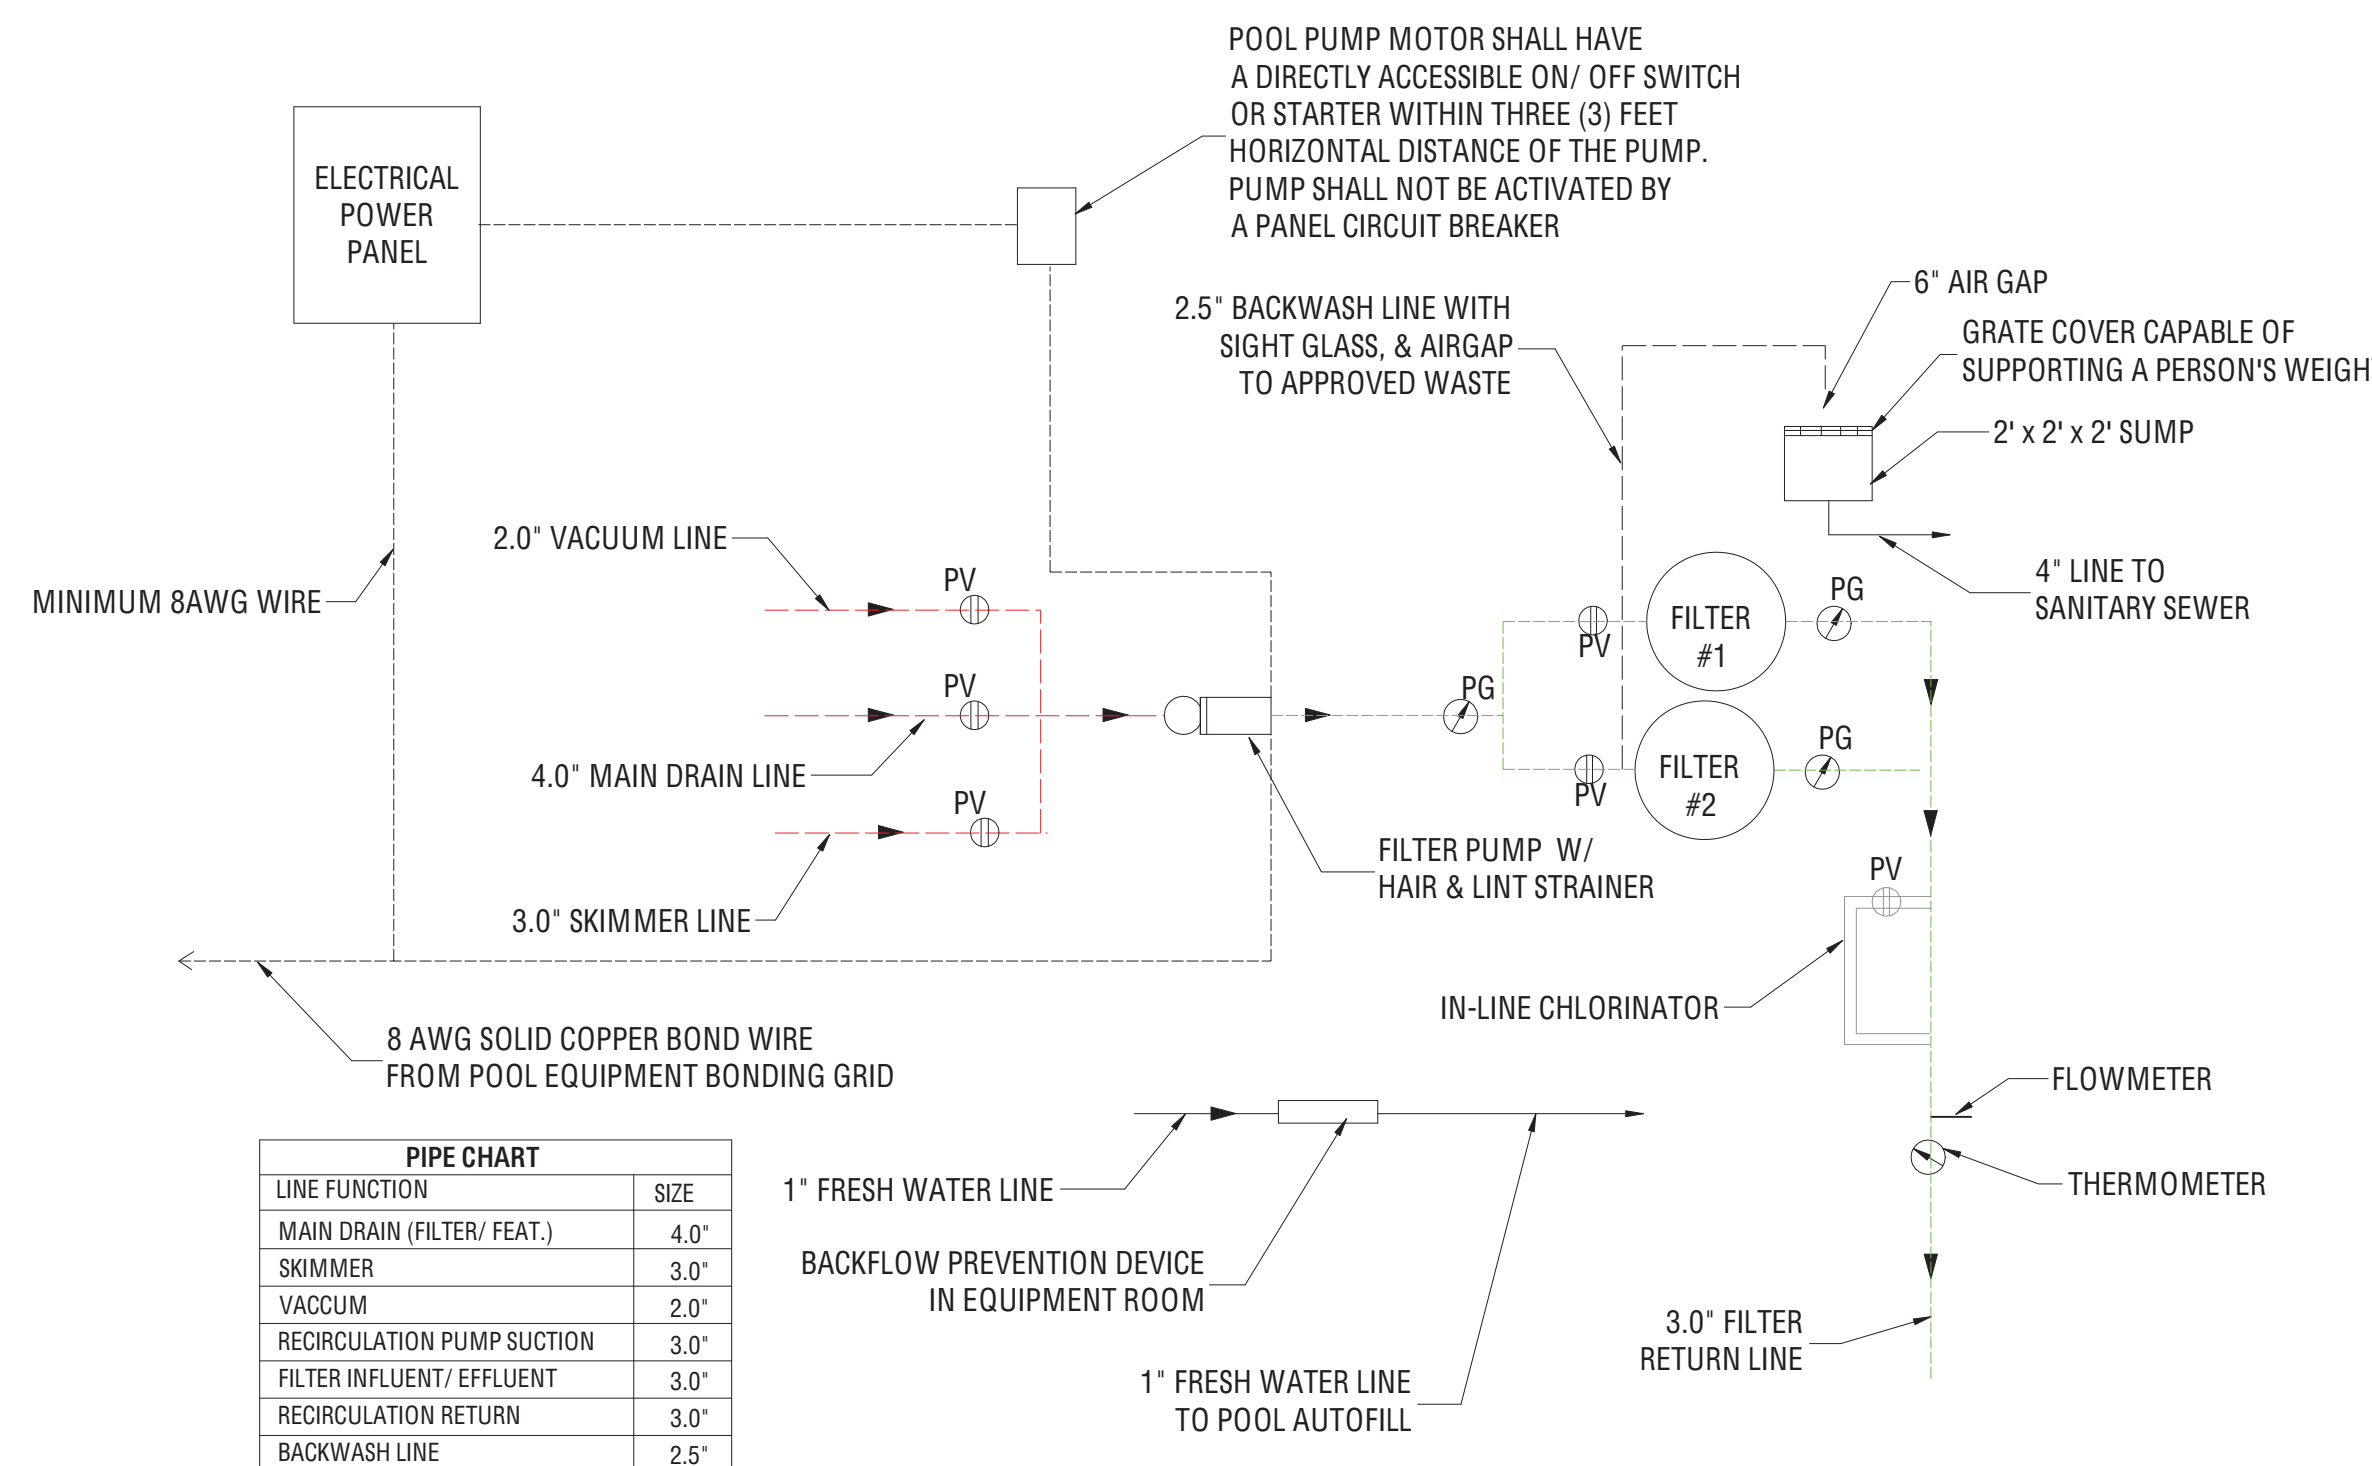 POOL PUMP MOTOR SHALL HAVE
A DIRECTLY ACCESSIBLE ON/ OFF SWITCH
OR STARTER WITHIN THREE (3) FEET
HORIZONTAL DISTANCE OF THE PUMP.
PUMP SHALL NOT BE ACTIVATED BY
A PANEL CIRCUIT BREAKER
ELECTRICAL
POWER
PANEL
6" AIR GAP
2.5" BACKWASH LINE WITH
SIGHT GLASS, & AIRGAP
TO APPROVED WASTE
GRATE COVER CAPABLE OF
SUPPORTING A PERSON'S WEIGH
2' x 2' x 2' SUMP
4" LINE TO
SANITARY SEWER
2.0" VACUUM LINE
MINIMUM 8AWG WIRE
PV
PV
PV
4.0" MAIN DRAIN LINE
3.0" SKIMMER LINE
PG
PV
PV
FILTER
#1
FILTER
#2
PG
PG
FILTER PUMP W/
HAIR & LINT STRAINER
PV
IN-LINE CHLORINATOR
8 AWG SOLID COPPER BOND WIRE
FROM POOL EQUIPMENT BONDING GRID
FLOWMETER
THERMOMETER
1" FRESH WATER LINE
BACKFLOW PREVENTION DEVICE
IN EQUIPMENT ROOM
1" FRESH WATER LINE
TO POOL AUTOFILL
3.0" FILTER
RETURN LINE
PIPE CHART
LINE FUNCTION SIZE
MAIN DRAIN (FILTER/ FEAT.) 4.0"
SKIMMER 3.0"
VACCUM 2.0"
RECIRCULATION PUMP SUCTION 3.0"
FILTER INFLUENT/ EFFLUENT 3.0"
RECIRCULATION RETURN 3.0"
BACKWASH LINE 2.5"